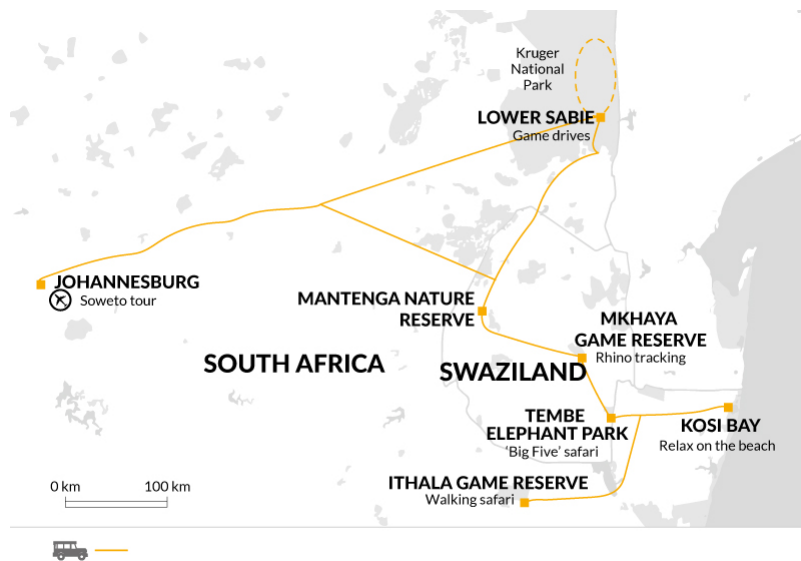 Kruger
National
Park
LOWER SABIE
Game drives
JOHANNESBURG
Soweto tour
MANTENGA NATURE
RESERVE
MKHAYA
GAME RESERVE
Rhino tracking
SOUTH AFRICA
SWAZILAND
TEMBE
ELEPHANT PARK
'Big Five' safari
KOSI BAY
Relax on the beach
ITHALA GAME RESERVE
Walking safari
0 km 100 km